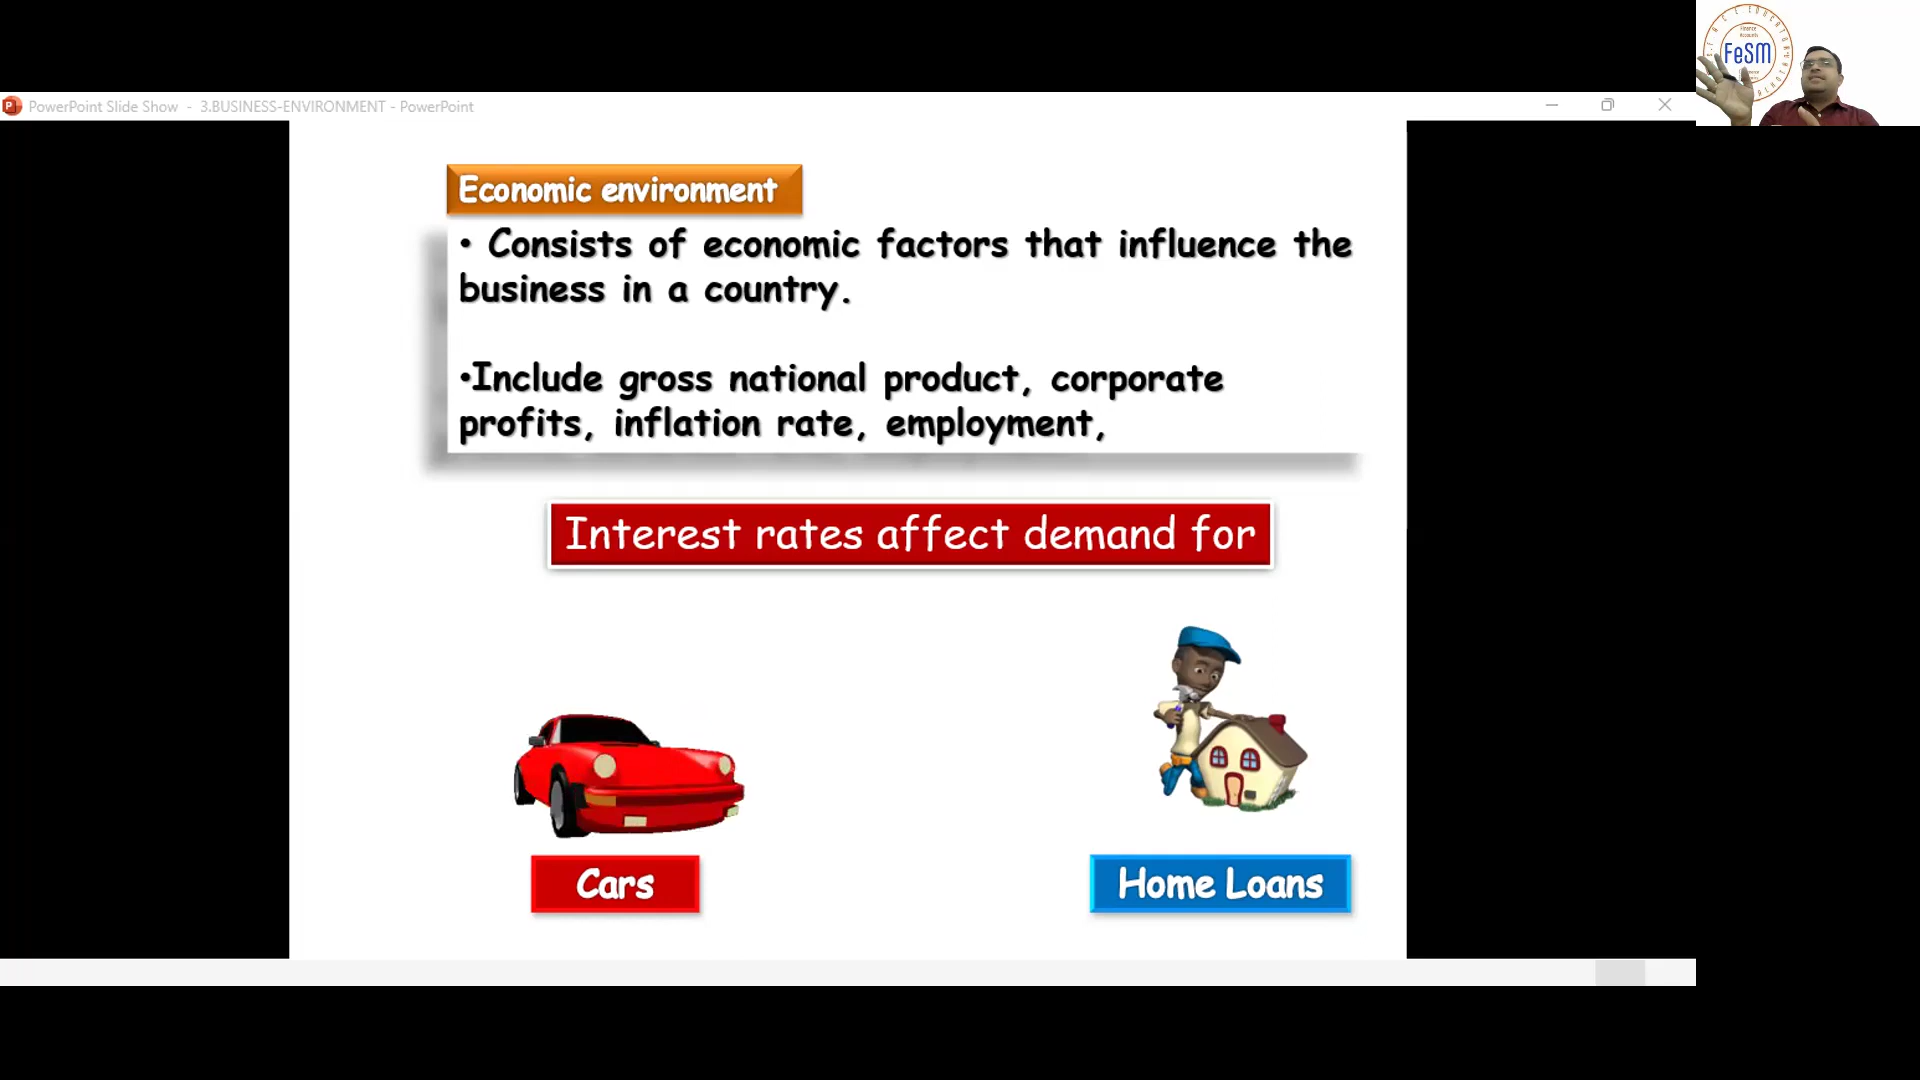 PowerPoint Slide Show - 3.BUSINESS-ENVIRONMENT - PowerPoint
FeSM
Economic environment
• Consists of economic factors that influence the
business in a country.
•Include gross national product, corporate
profits, inflation rate, employment,
Interest rates affect demand for
Cars
Home Loans